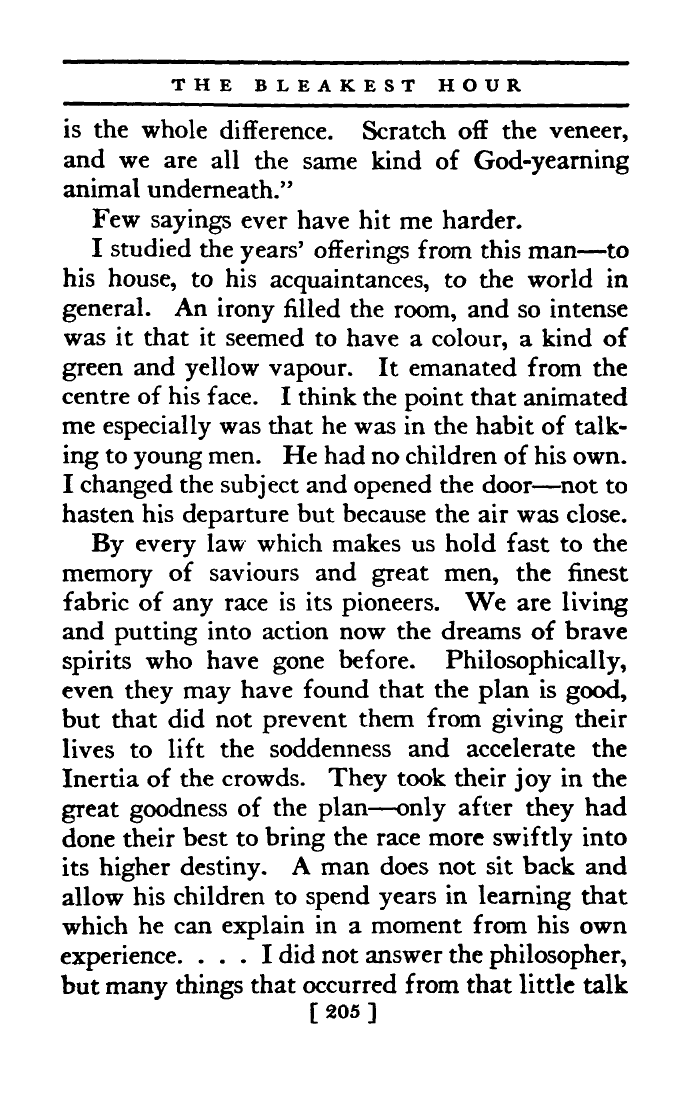 THE BLEAKEST HOUR
is the whole difference. Scratch off the veneer,
and we are all the same kind of God-yearning
animal underneath.”
Few sayings ever have hit me harder.
I studied the years’ offerings from this man—to
his house, to his acquaintances, to the world in
general. An irony filled the room, and so intense
was it that it seemed to have a colour, a kind of
green and yellow vapour. It emanated from the
centre of his face. I think the point that animated
me especially was that he was in the habit of talk-
ing to young men. He had no children of his own.
I changed the subject and opened the door—not to
hasten his departure but because the air was close.
By every law which makes us hold fast to the
memory of saviours and great men, the finest
fabric of any race is its pioneers. We are living
and putting into action now the dreams of brave
spirits who have gone before. Philosophically,
even they may have found that the plan is good,
but that did not prevent them from giving their
lives to lift the soddenness and accelerate the
Inertia of the crowds. They took their joy in the
great goodness of the plan—only after they had
done their best to bring the race more swiftly into
its higher destiny. A man does not sit back and
allow his children to spend years in learning that
which he can explain in a moment from his own
experience. . . . I did not answer the philosopher,
but many things that occurred from that little talk
[ 205 ]